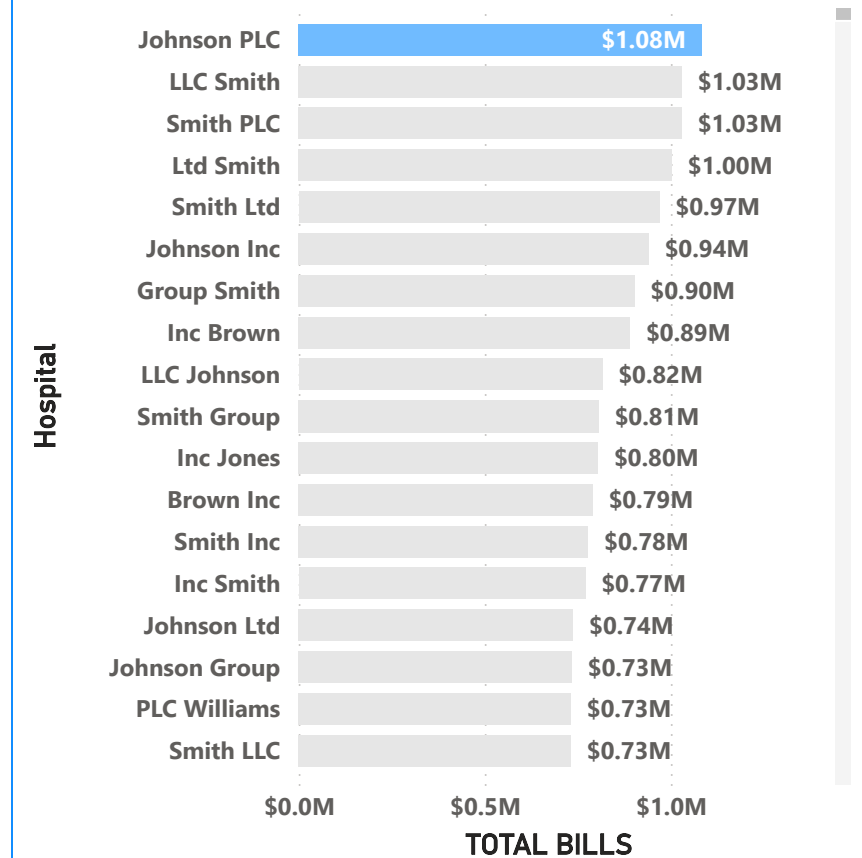 Hospital
Johnson PLC $1.08M
LLC Smith $1.03M
Smith PLC $1.03M
Ltd Smith $1.00M
Smith Ltd $0.97M
Johnson Inc $0.94M
Group Smith $0.90M
Inc Brown $0.89M
LLC Johnson $0.82M
Smith Group $0.81M
Inc Jones $0.80M
Brown Inc $0.79M
Smith Inc $0.78M
Inc Smith $0.77M
Johnson Ltd $0.74M
Johnson Group $0.73M
PLC Williams $0.73M
Smith LLC $0.73M
$0.0M $0.5M $1.0M
TOTAL BILLS